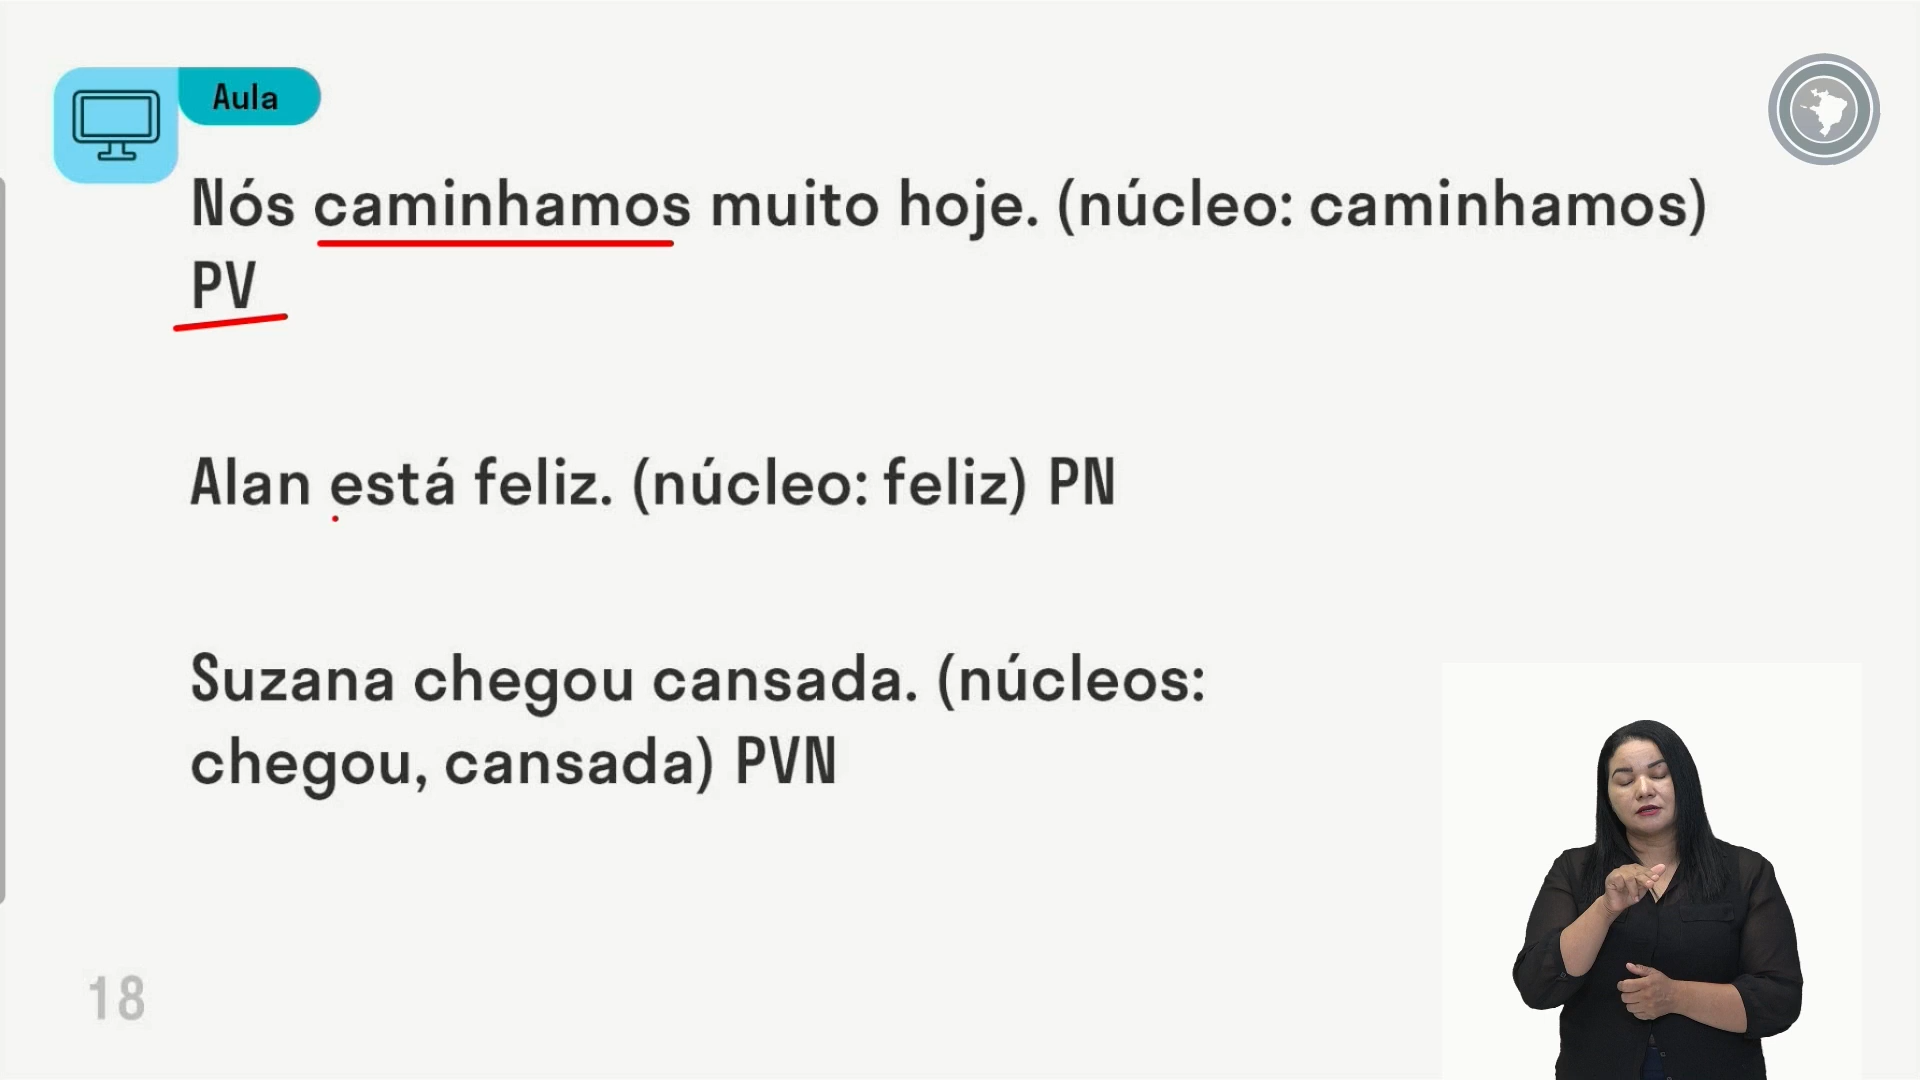 Aula
Nós caminhamos muito hoje. (núcleo: caminhamos)
PV
Alan está feliz. (núcleo: feliz) PN
Suzana chegou cansada. (núcleos:
chegou, cansada) PVN
18